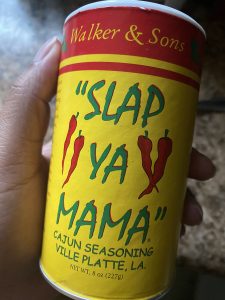 Walker & Sons
"SLAP
YA
MAMA"
CAJUN SEASONING
VILLE PLATTE, LA.
NET WT. 8 oz (227g)